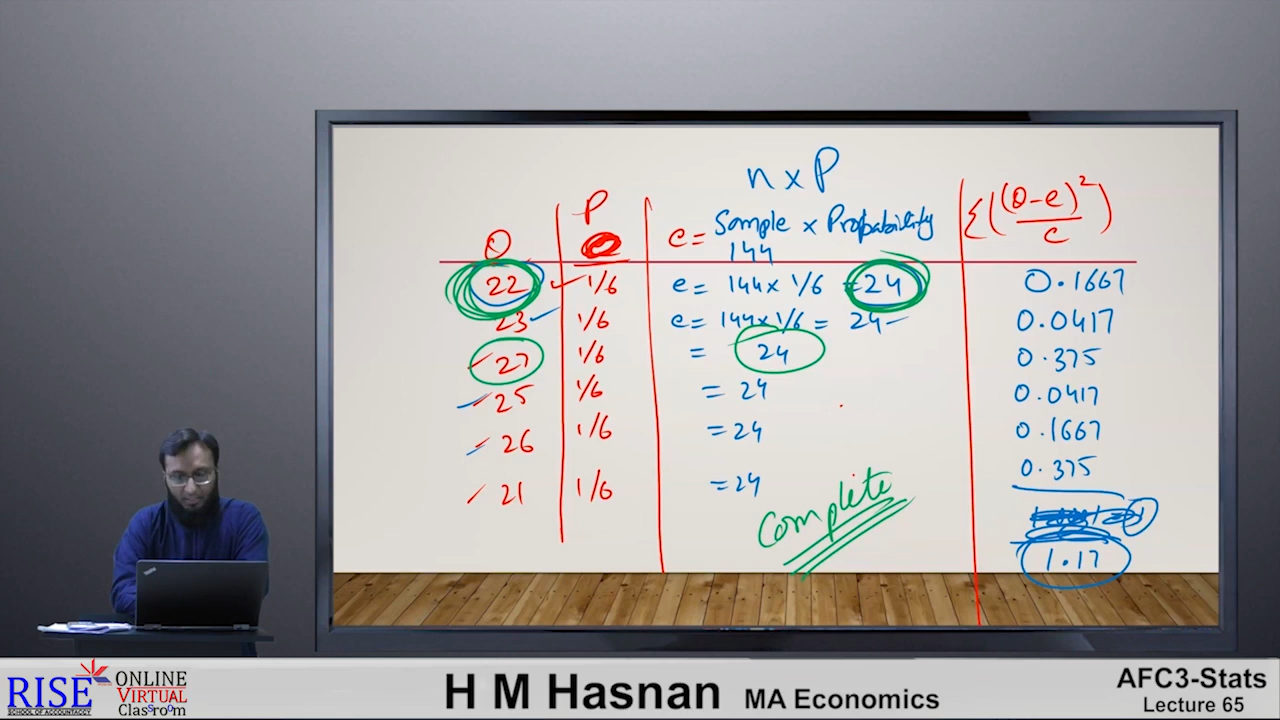 n x P
O P e = Sample x Probability Σ((O-e)²/e)
144
22 1/6 e = 144 x 1/6 = 24 0.1667
23 1/6 e = 144 x 1/6 = 24 0.0417
27 1/6 = 24 0.375
25 1/6 = 24 0.0417
26 1/6 = 24 0.1667
21 1/6 = 24 0.375
Complete
1.17
RISE ONLINE VIRTUAL Classroom
SCHOOL OF ACCOUNTACY
H M Hasnan MA Economics
AFC3-Stats
Lecture 65